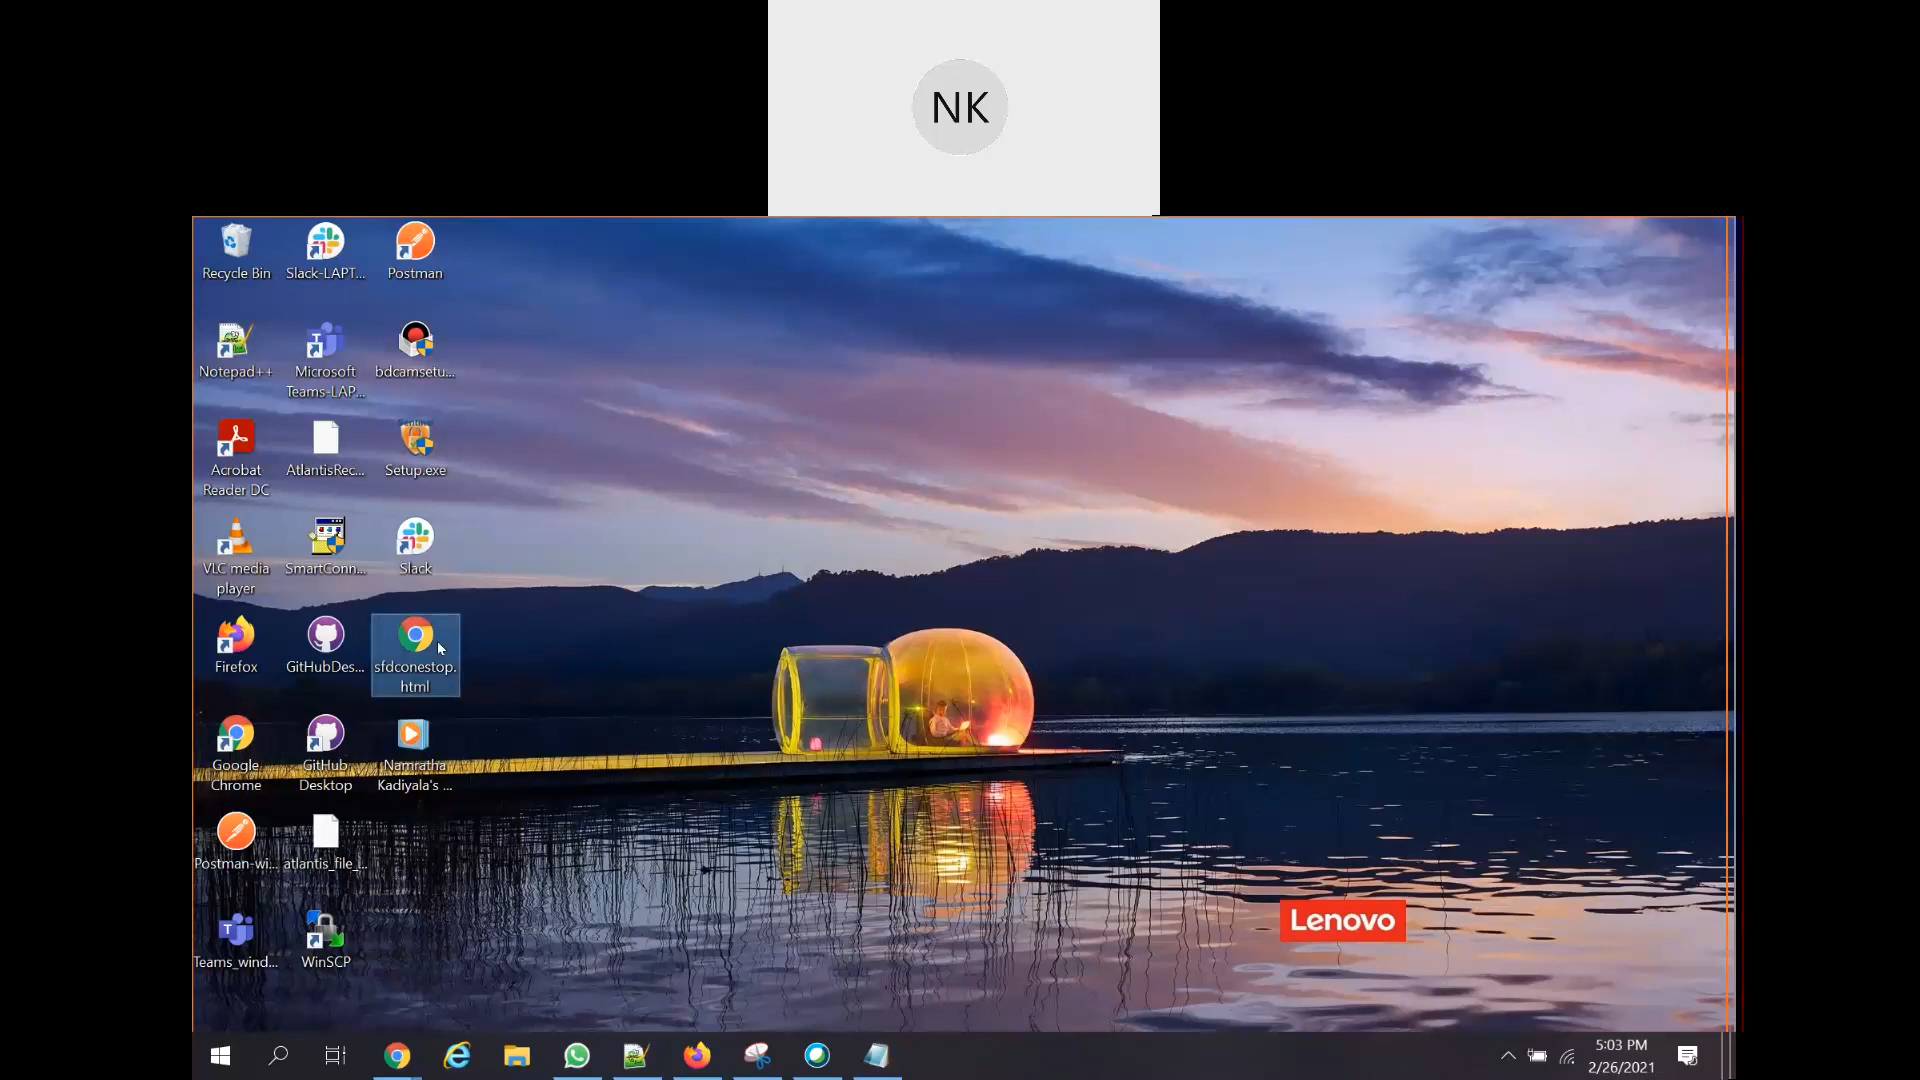 NK
Recycle Bin
Slack-LAPT...
Postman
Notepad++
Microsoft
Teams-LAP...
bdcamsetu...
Acrobat
Reader DC
AtlantisRec...
Setup.exe
VLC media
player
SmartConn...
Slack
Firefox
GitHubDes...
sfdconestop.
html
Google
Chrome
GitHub
Desktop
Namratha
Kadiyala's ...
Postman-wi...
atlantis_file_...
Teams_wind...
WinSCP
Lenovo
5:03 PM
2/26/2021